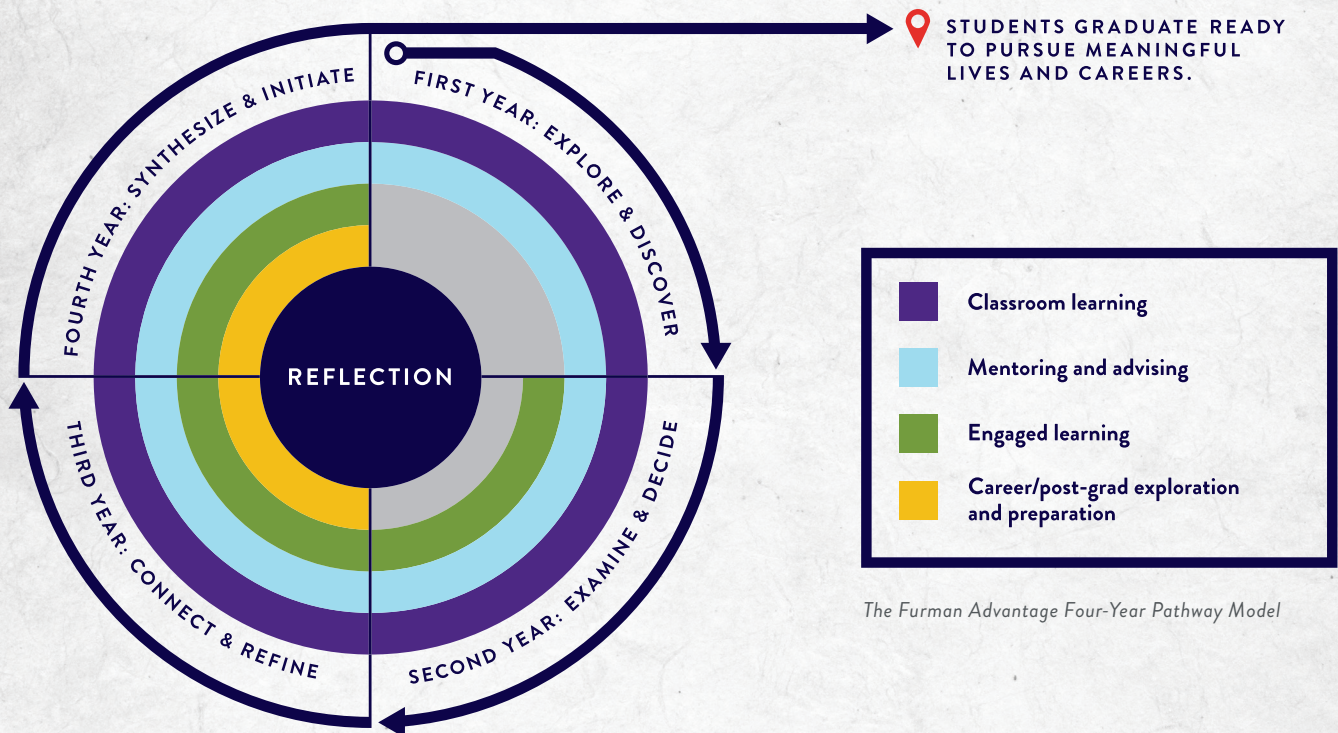 STUDENTS GRADUATE READY
TO PURSUE MEANINGFUL
LIVES AND CAREERS.
FIRST YEAR: EXPLORE & DISCOVER
SECOND YEAR: EXAMINE & DECIDE
THIRD YEAR: CONNECT & REFINE
FOURTH YEAR: SYNTHESIZE & INITIATE
REFLECTION
Classroom learning
Mentoring and advising
Engaged learning
Career/post-grad exploration
and preparation
The Furman Advantage Four-Year Pathway Model